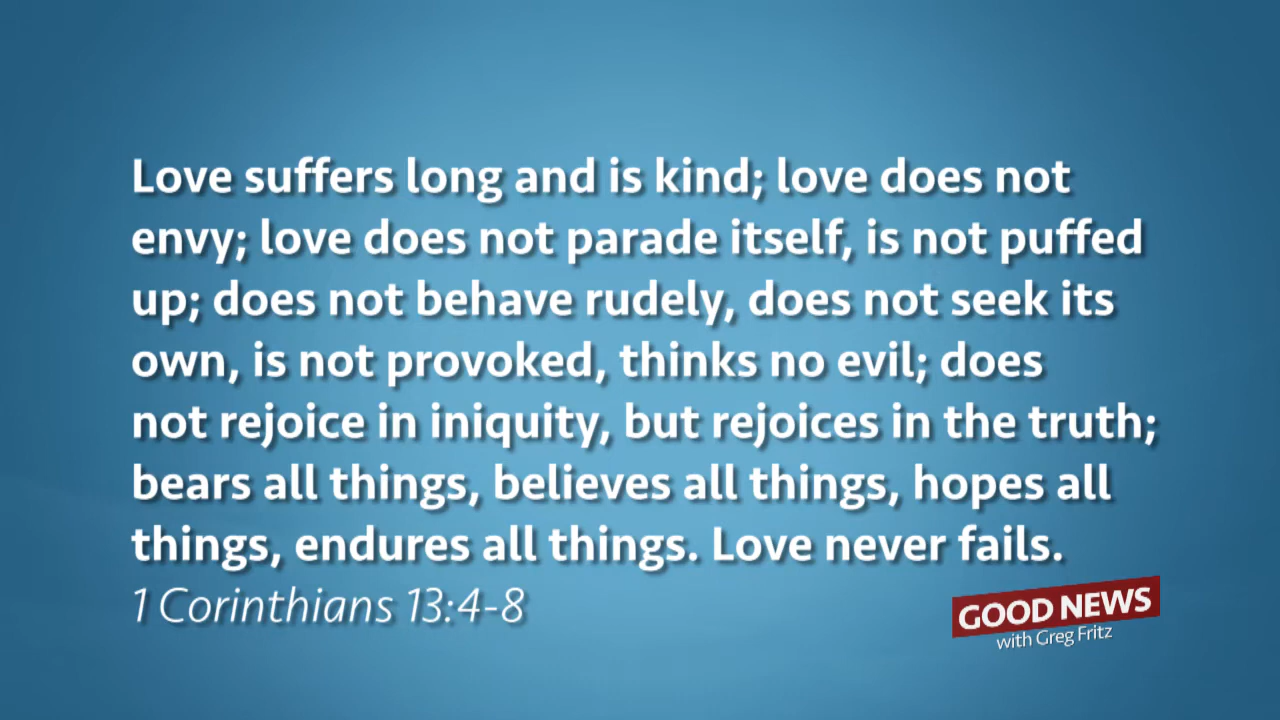 Love suffers long and is kind; love does not
envy; love does not parade itself, is not puffed
up; does not behave rudely, does not seek its
own, is not provoked, thinks no evil; does
not rejoice in iniquity, but rejoices in the truth;
bears all things, believes all things, hopes all
things, endures all things. Love never fails.
1 Corinthians 13:4-8
GOOD NEWS
with Greg Fritz